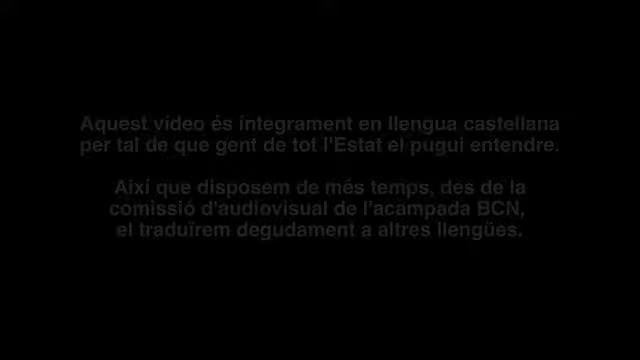 Aquest vídeo és íntegrament en llengua castellana
per tal de que gent de tot l'Estat el pugui entendre.
Així que disposem de més temps, des de la
comissió d'audiovisual de l'acampada BCN,
el traduïrem degudament a altres llengües.